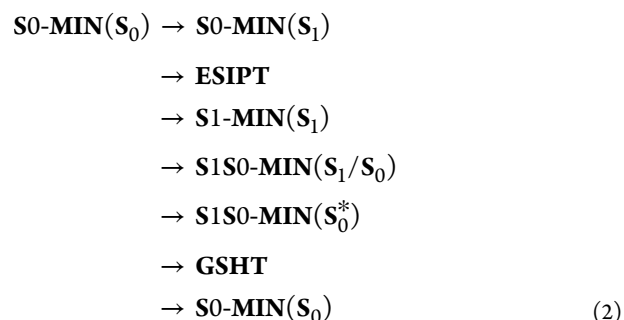 S0-MIN(S₀) → S0-MIN(S₁)
→ ESIPT
→ S1-MIN(S₁)
→ S1S0-MIN(S₁/S₀)
→ S1S0-MIN(S₀*)
→ GSHT
→ S0-MIN(S₀) (2)